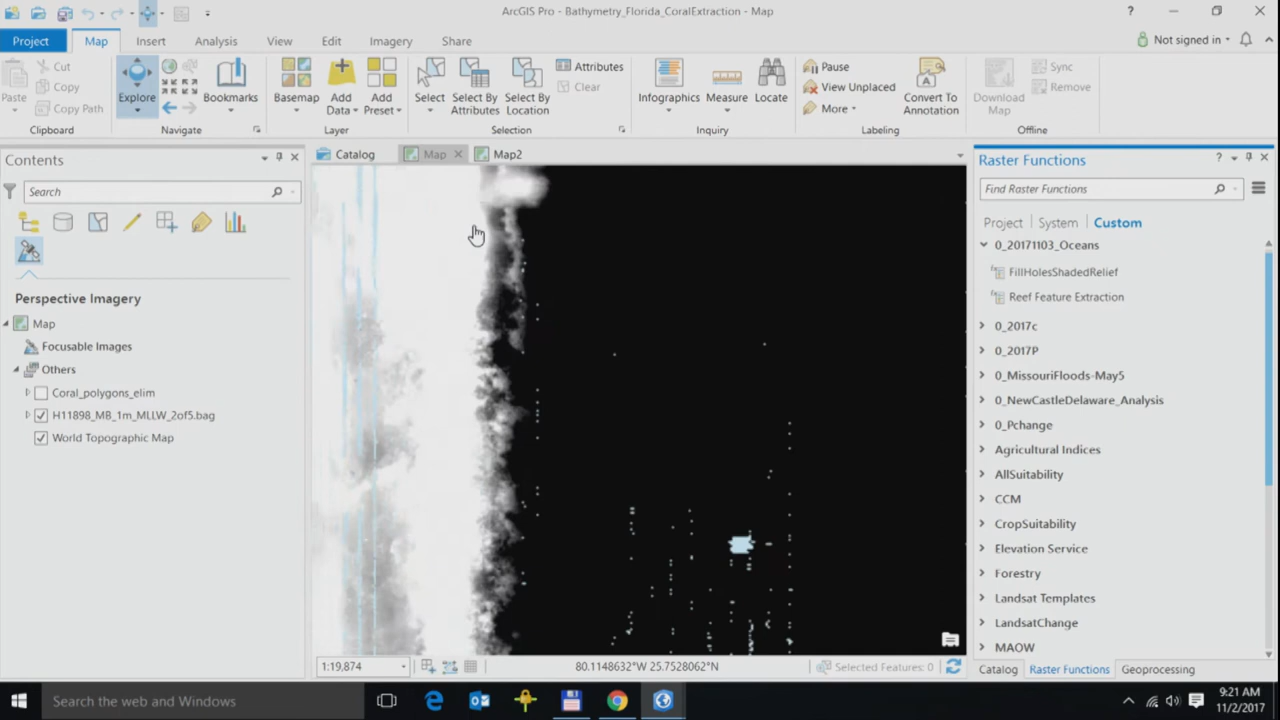 ArcGIS Pro - Bathymetry_Florida_CoralExtraction - Map
?
Project Map Insert Analysis View Edit Imagery Share
Not signed in
Paste
Cut
Copy
Copy Path
Explore
Bookmarks
Basemap
Add Data
Add Preset
Select
Select By Attributes
Select By Location
Attributes
Clear
Infographics
Measure
Locate
Pause
View Unplaced
More
Convert To Annotation
Download Map
Sync
Remove
Clipboard Navigate Layer Selection Inquiry Labeling Offline
Contents
Search
Perspective Imagery
Map
Focusable Images
Others
Coral_polygons_elim
H11898_MB_1m_MLLW_2of5.bag
World Topographic Map
Catalog Map Map2
1:19,874
80.1148632°W 25.7528062°N
Selected Features: 0
Raster Functions
?
Find Raster Functions
Project System Custom
0_20171103_Oceans
FillHolesShadedRelief
Reef Feature Extraction
0_2017c
0_2017P
0_MissouriFloods-May5
0_NewCastleDelaware_Analysis
0_Pchange
Agricultural Indices
AllSuitability
CCM
CropSuitability
Elevation Service
Forestry
Landsat Templates
LandsatChange
MAOW
Catalog Raster Functions Geoprocessing
Search the web and Windows
9:21 AM
11/2/2017